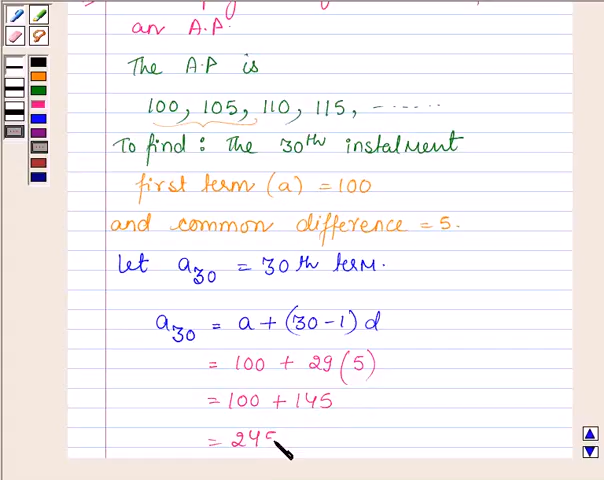 an A.P.
The A.P is
100, 105, 110, 115, -------
To find : The 30th instalment
first term (a) = 100
and common difference = 5.
Let a30 = 30th term.
a30 = a + (30-1) d
= 100 + 29 (5)
= 100 + 145
= 245